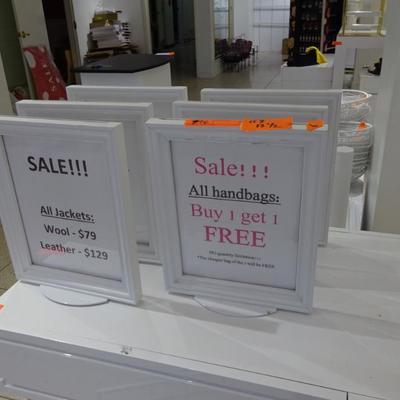 SALE!!!
All Jackets:
Wool - $79
Leather - $129
Sale!!!
All handbags:
Buy 1 get 1
FREE